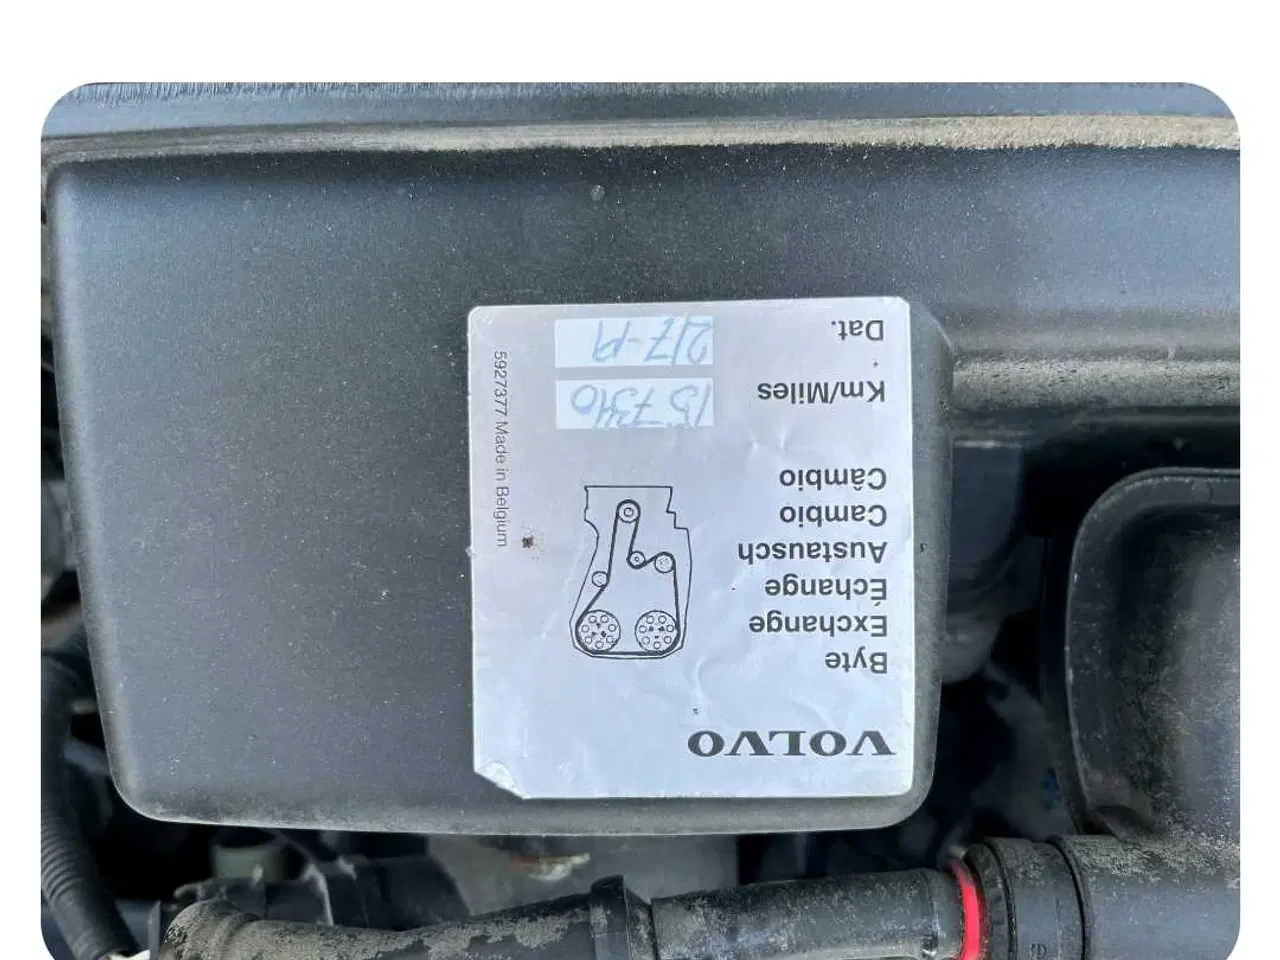 VOLVO
Byte
Exchange
Échange
Austausch
Cambio
Câmbio
Km/Miles 157340
Dat. 2/7-19
5927377 Made in Belgium